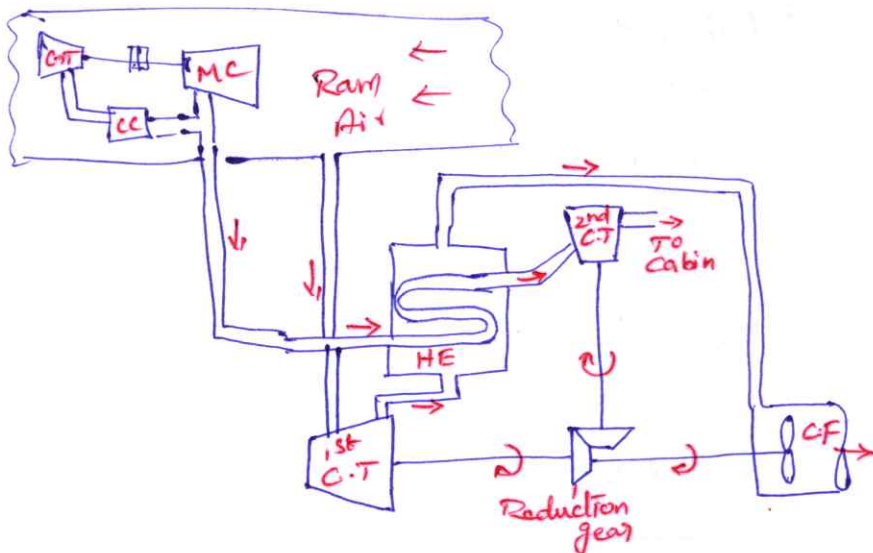 G.T
MC
CC
Ram
Air
2nd
C.T
TO
Cabin
HE
1st
C.T
C.F
Reduction
gear